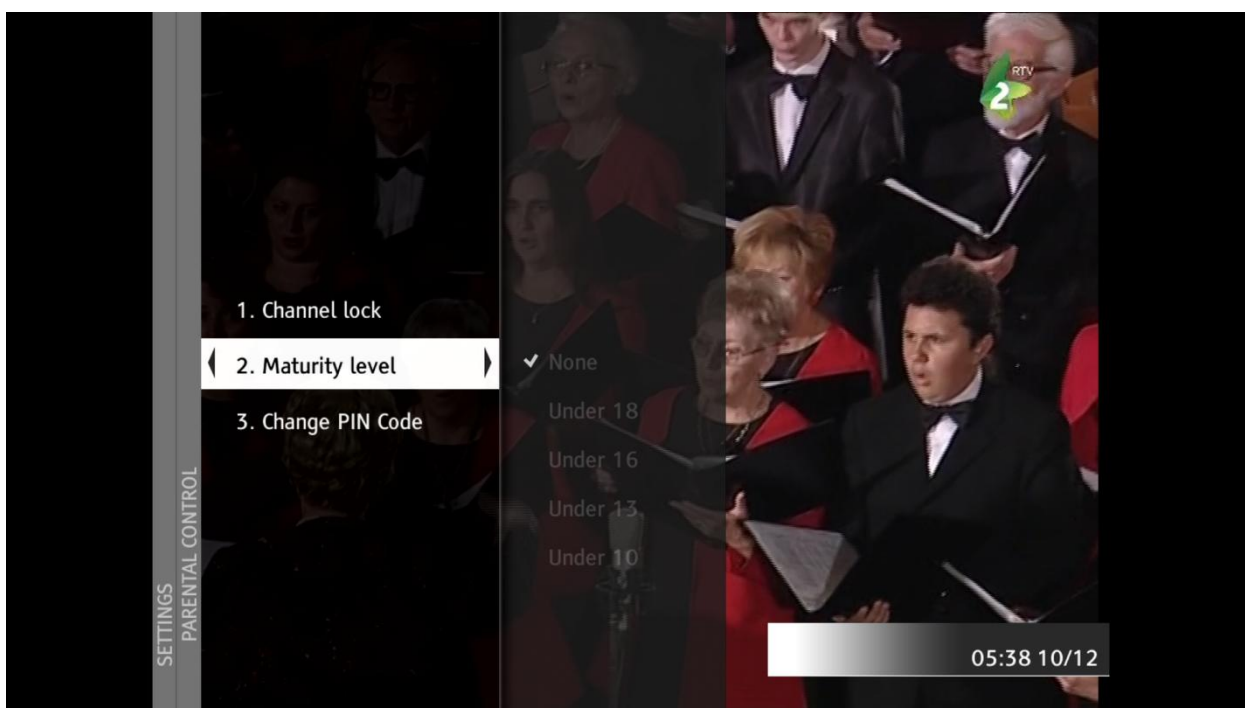 RTV
2
1. Channel lock
2. Maturity level
3. Change PIN Code
None
Under 18
Under 16
Under 13
Under 10
SETTINGS
PARENTAL CONTROL
05:38 10/12